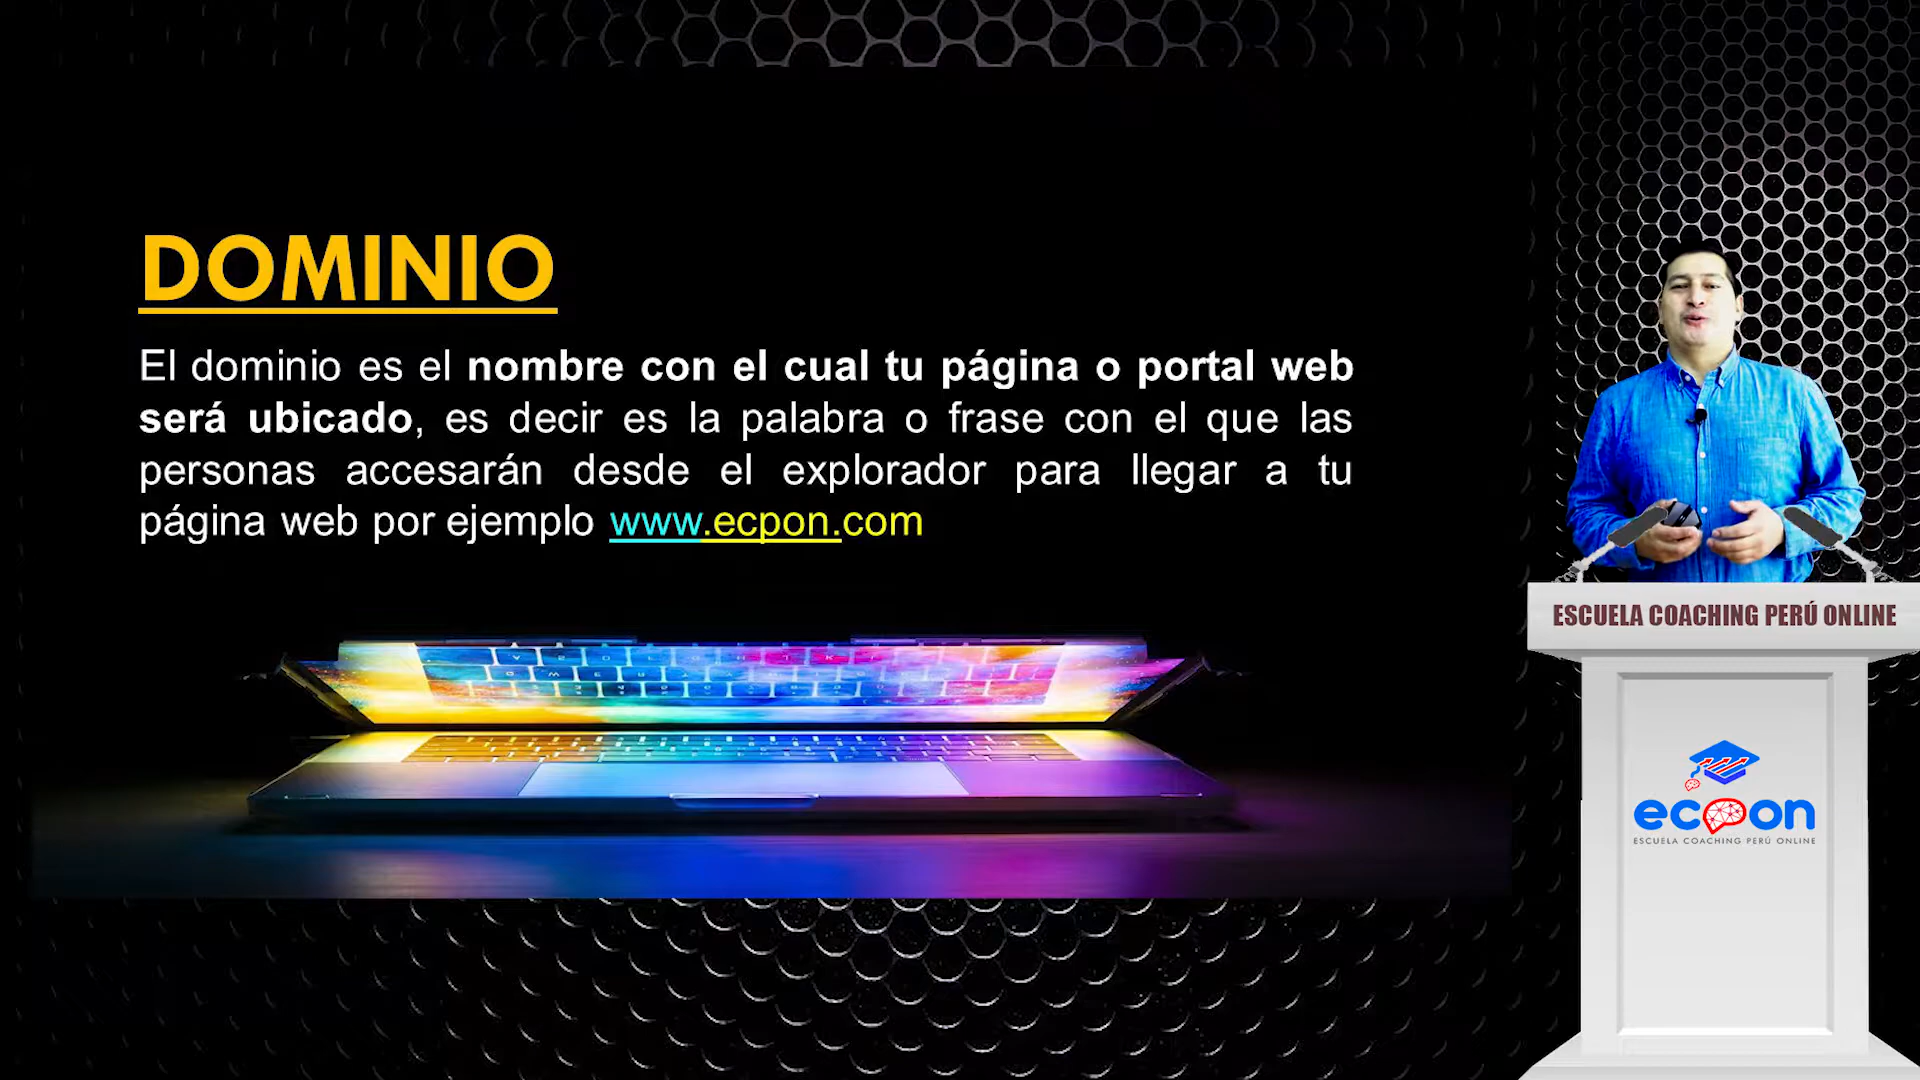 DOMINIO
El dominio es el nombre con el cual tu página o portal web
será ubicado, es decir es la palabra o frase con el que las
personas accesarán desde el explorador para llegar a tu
página web por ejemplo www.ecpon.com
ESCUELA COACHING PERÚ ONLINE
ecpon
ESCUELA COACHING PERÚ ONLINE